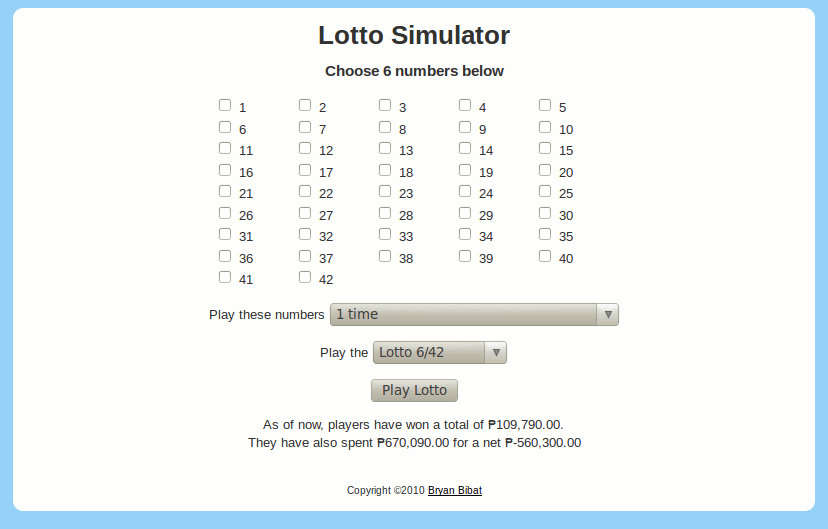 Lotto Simulator
Choose 6 numbers below
1 2 3 4 5
6 7 8 9 10
11 12 13 14 15
16 17 18 19 20
21 22 23 24 25
26 27 28 29 30
31 32 33 34 35
36 37 38 39 40
41 42
Play these numbers 1 time
Play the Lotto 6/42
Play Lotto
As of now, players have won a total of ₱109,790.00.
They have also spent ₱670,090.00 for a net ₱-560,300.00
Copyright ©2010 Bryan Bibat